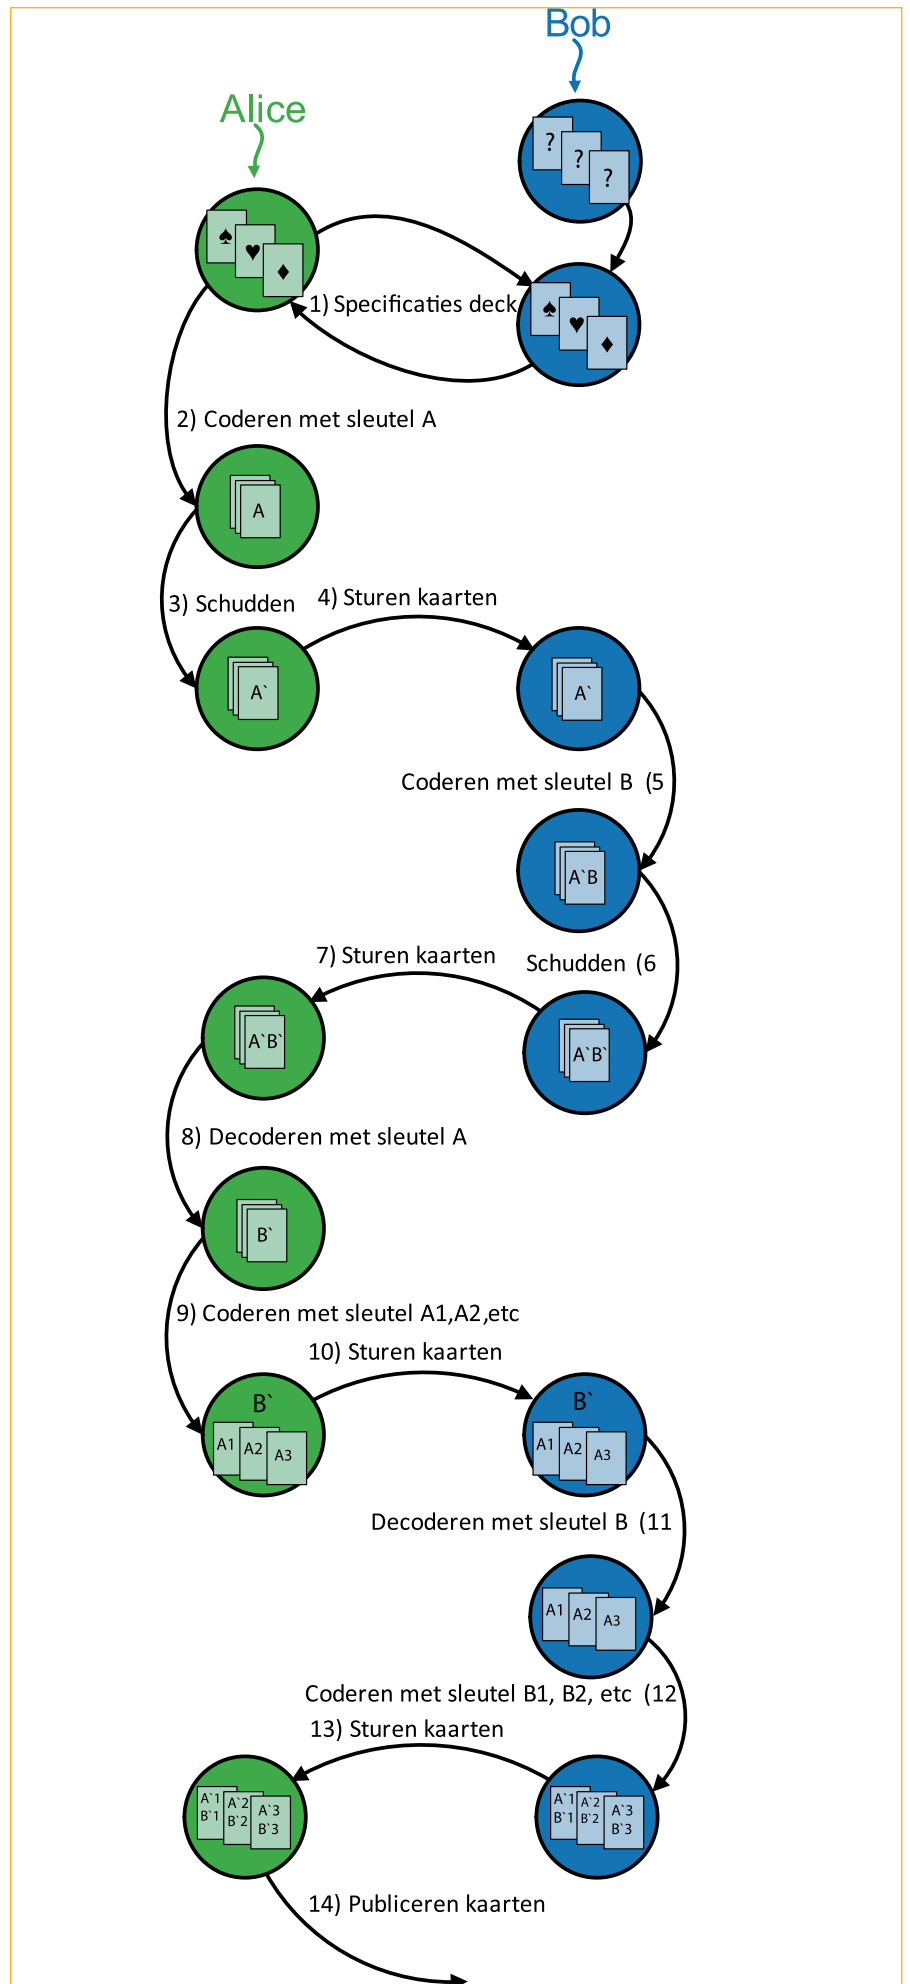 Bob
Alice
? ? ?
♠ ♥ ♦
1) Specificaties deck
♠ ♥ ♦
2) Coderen met sleutel A
A
3) Schudden
4) Sturen kaarten
A`
A`
Coderen met sleutel B (5
A`B
7) Sturen kaarten
Schudden (6
A`B`
A`B`
8) Decoderen met sleutel A
B`
9) Coderen met sleutel A1,A2,etc
10) Sturen kaarten
B`
A1 A2 A3
B`
A1 A2 A3
Decoderen met sleutel B (11
A1 A2 A3
Coderen met sleutel B1, B2, etc (12
13) Sturen kaarten
A`1 A`2 A`3
B`1 B`2 B`3
A`1 A`2 A`3
B`1 B`2 B`3
14) Publiceren kaarten